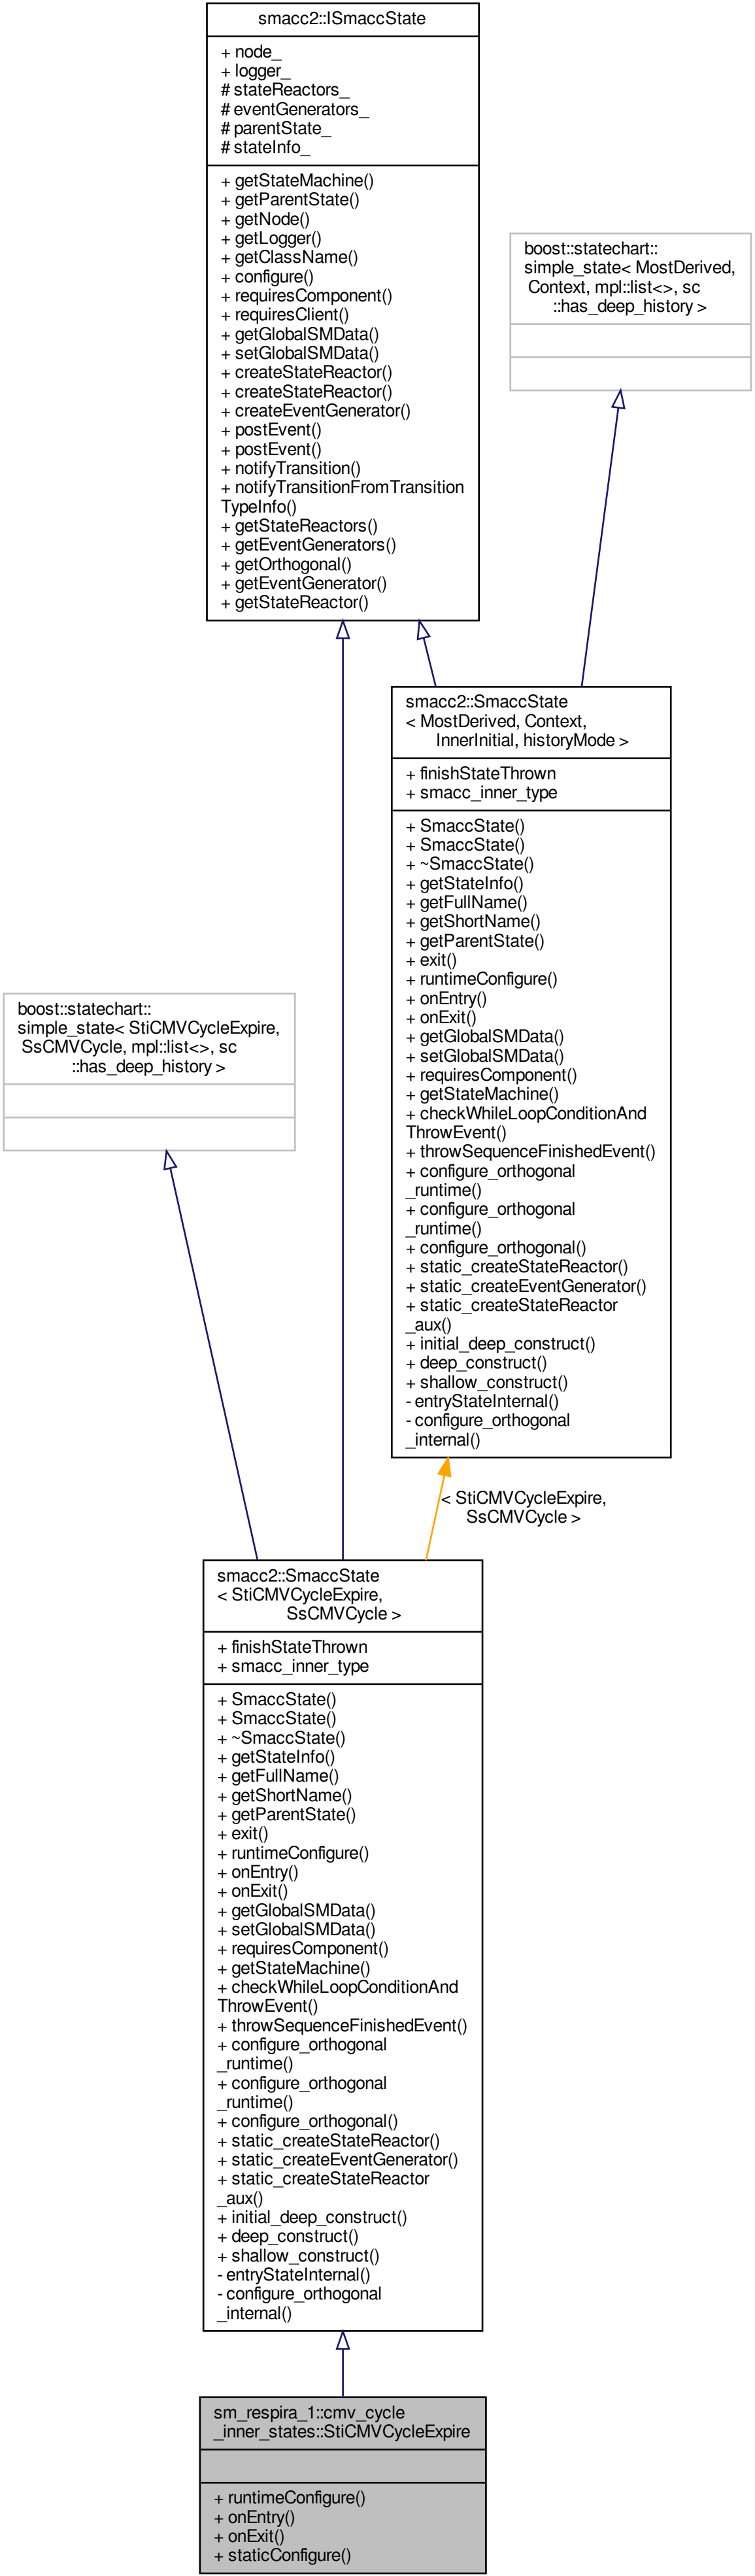 smacc2::ISmaccState
+ node_
+ logger_
# stateReactors_
# eventGenerators_
# parentState_
# stateInfo_
+ getStateMachine()
+ getParentState()
+ getNode()
+ getLogger()
+ getClassName()
+ configure()
+ requiresComponent()
+ requiresClient()
+ getGlobalSMData()
+ setGlobalSMData()
+ createStateReactor()
+ createStateReactor()
+ createEventGenerator()
+ postEvent()
+ postEvent()
+ notifyTransition()
+ notifyTransitionFromTransition
TypeInfo()
+ getStateReactors()
+ getEventGenerators()
+ getOrthogonal()
+ getEventGenerator()
+ getStateReactor()
boost::statechart::
simple_state< MostDerived,
Context, mpl::list<>, sc
::has_deep_history >
smacc2::SmaccState
< MostDerived, Context,
InnerInitial, historyMode >
+ finishStateThrown
+ smacc_inner_type
+ SmaccState()
+ SmaccState()
+ ~SmaccState()
+ getStateInfo()
+ getFullName()
+ getShortName()
+ getParentState()
+ exit()
+ runtimeConfigure()
+ onEntry()
+ onExit()
+ getGlobalSMData()
+ setGlobalSMData()
+ requiresComponent()
+ getStateMachine()
+ checkWhileLoopConditionAnd
ThrowEvent()
+ throwSequenceFinishedEvent()
+ configure_orthogonal
_runtime()
+ configure_orthogonal
_runtime()
+ configure_orthogonal()
+ static_createStateReactor()
+ static_createEventGenerator()
+ static_createStateReactor
_aux()
+ initial_deep_construct()
+ deep_construct()
+ shallow_construct()
- entryStateInternal()
- configure_orthogonal
_internal()
boost::statechart::
simple_state< StiCMVCycleExpire,
SsCMVCycle, mpl::list<>, sc
::has_deep_history >
< StiCMVCycleExpire,
SsCMVCycle >
smacc2::SmaccState
< StiCMVCycleExpire,
SsCMVCycle >
+ finishStateThrown
+ smacc_inner_type
+ SmaccState()
+ SmaccState()
+ ~SmaccState()
+ getStateInfo()
+ getFullName()
+ getShortName()
+ getParentState()
+ exit()
+ runtimeConfigure()
+ onEntry()
+ onExit()
+ getGlobalSMData()
+ setGlobalSMData()
+ requiresComponent()
+ getStateMachine()
+ checkWhileLoopConditionAnd
ThrowEvent()
+ throwSequenceFinishedEvent()
+ configure_orthogonal
_runtime()
+ configure_orthogonal
_runtime()
+ configure_orthogonal()
+ static_createStateReactor()
+ static_createEventGenerator()
+ static_createStateReactor
_aux()
+ initial_deep_construct()
+ deep_construct()
+ shallow_construct()
- entryStateInternal()
- configure_orthogonal
_internal()
sm_respira_1::cmv_cycle
_inner_states::StiCMVCycleExpire
+ runtimeConfigure()
+ onEntry()
+ onExit()
+ staticConfigure()